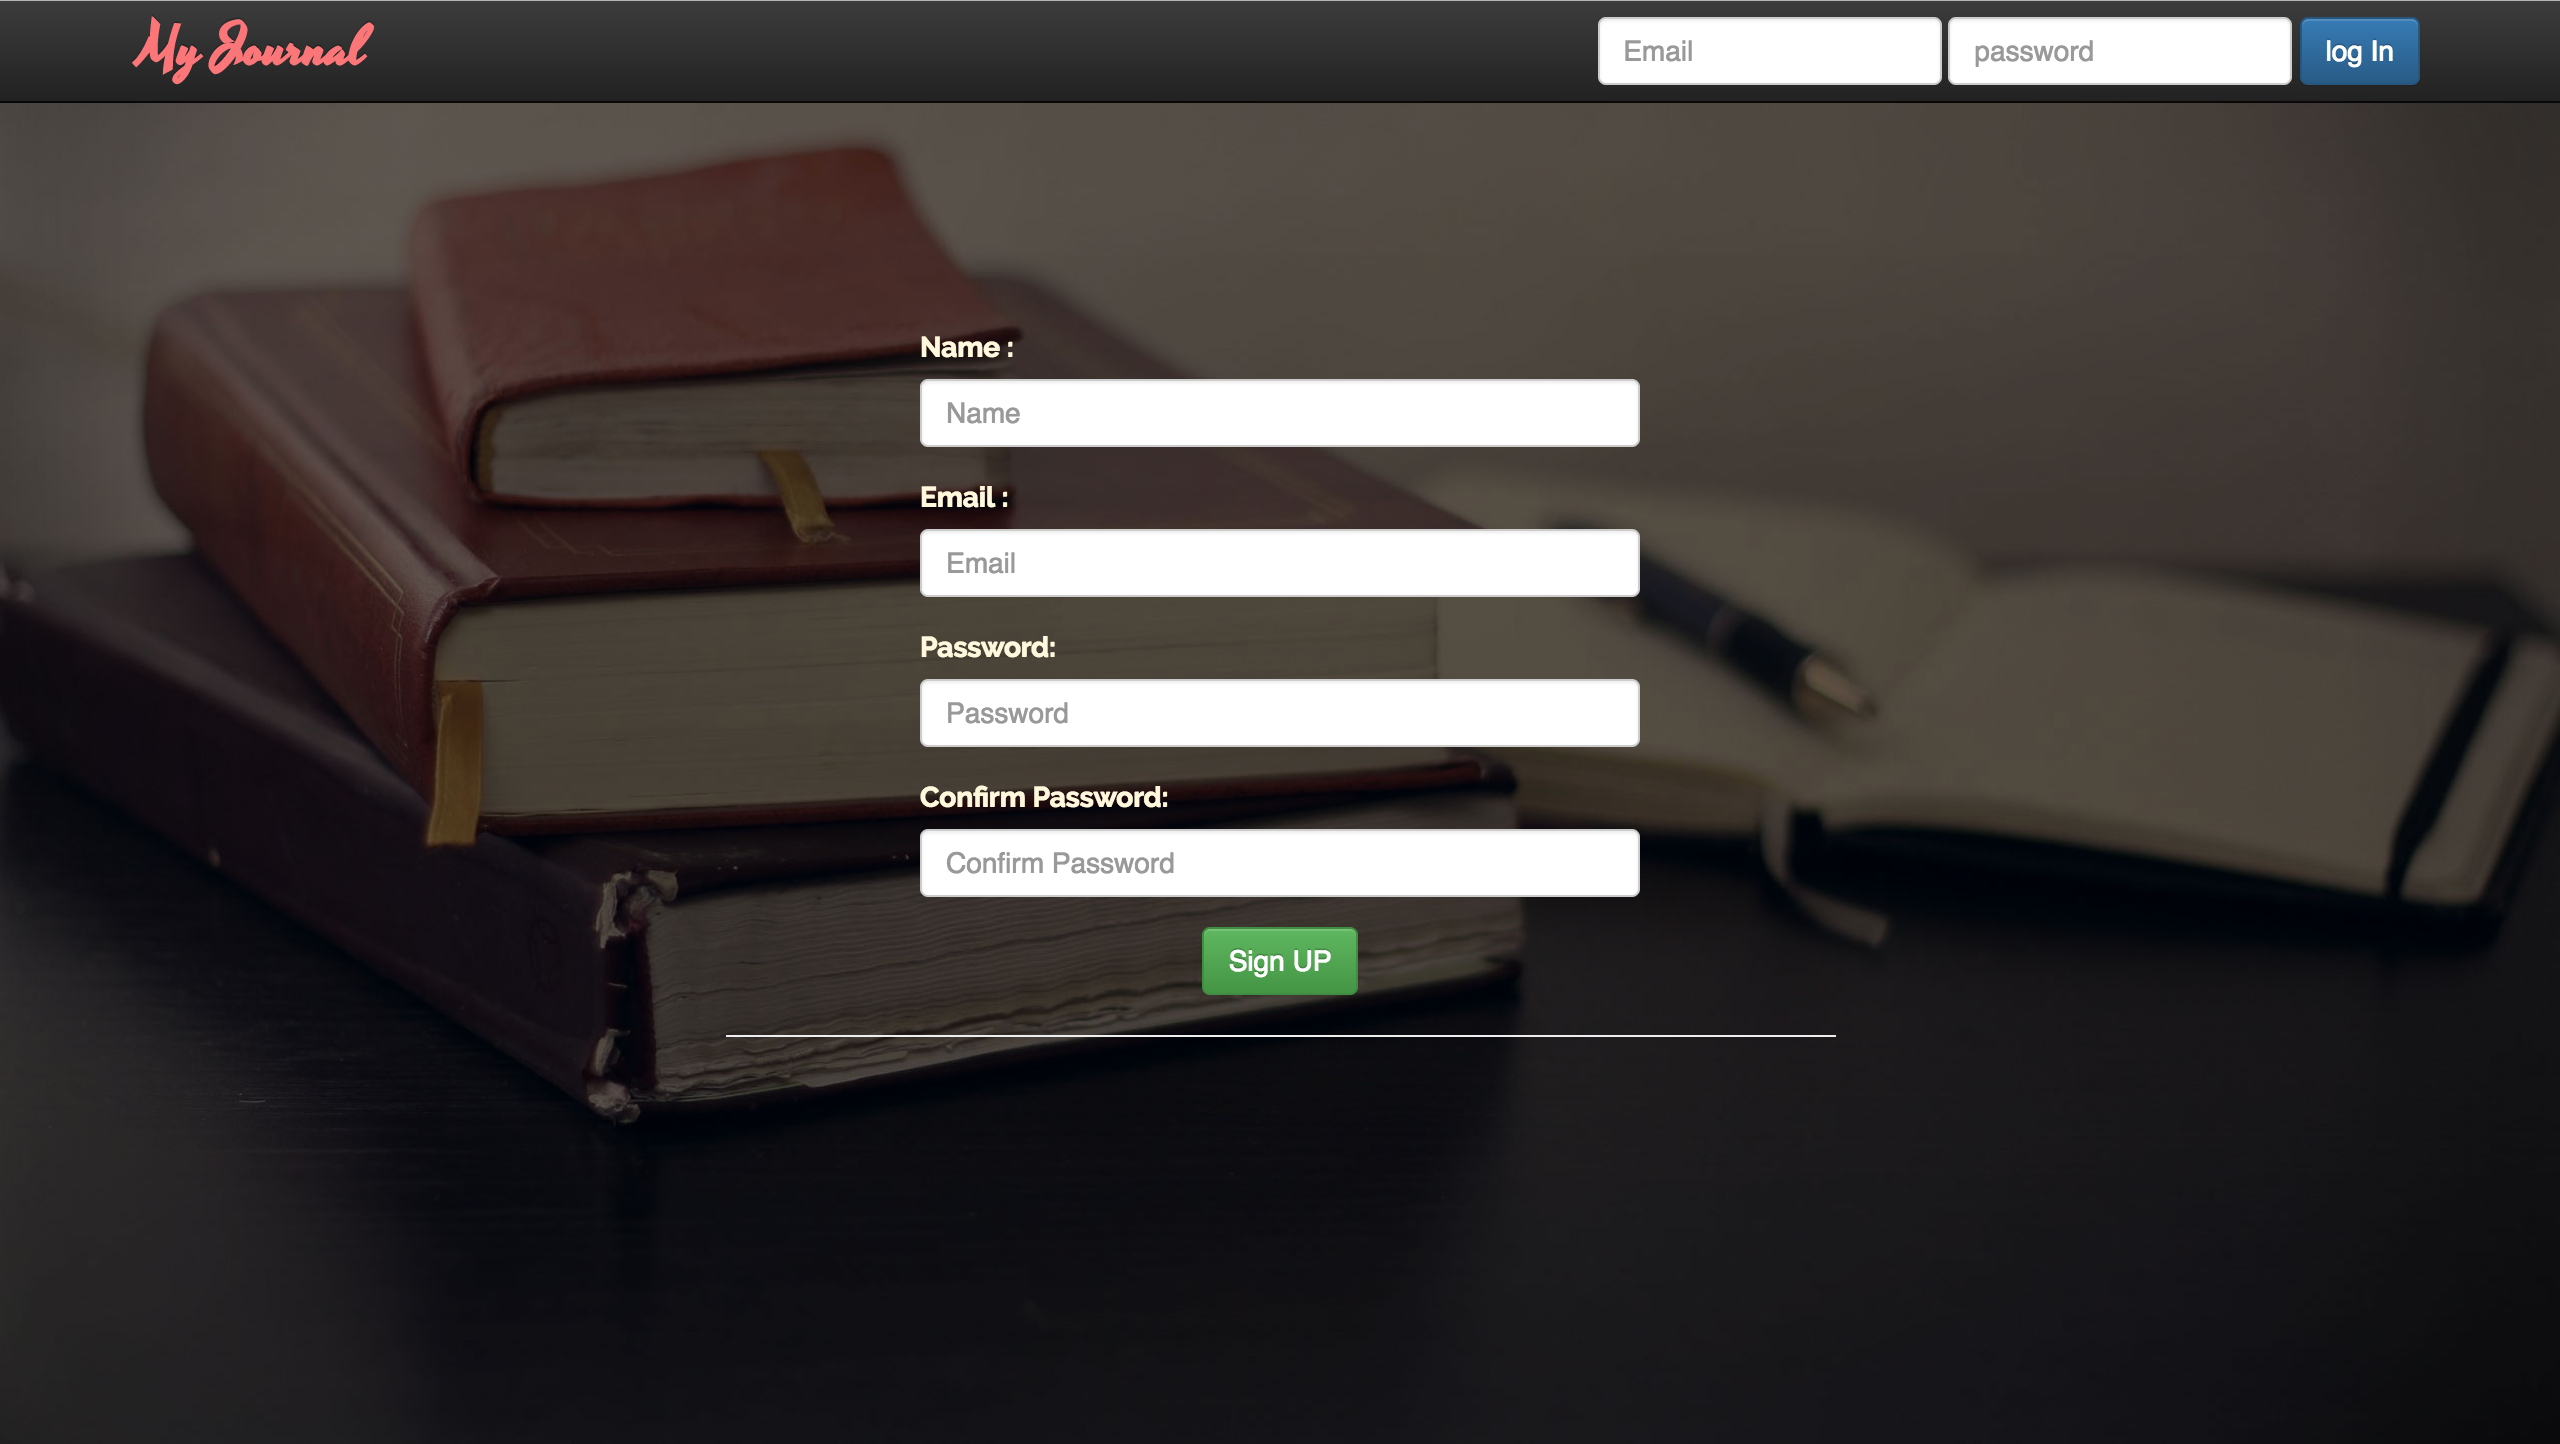 My Journal
Email
password
log In
Name :
Name
Email :
Email
Password:
Password
Confirm Password:
Confirm Password
Sign UP